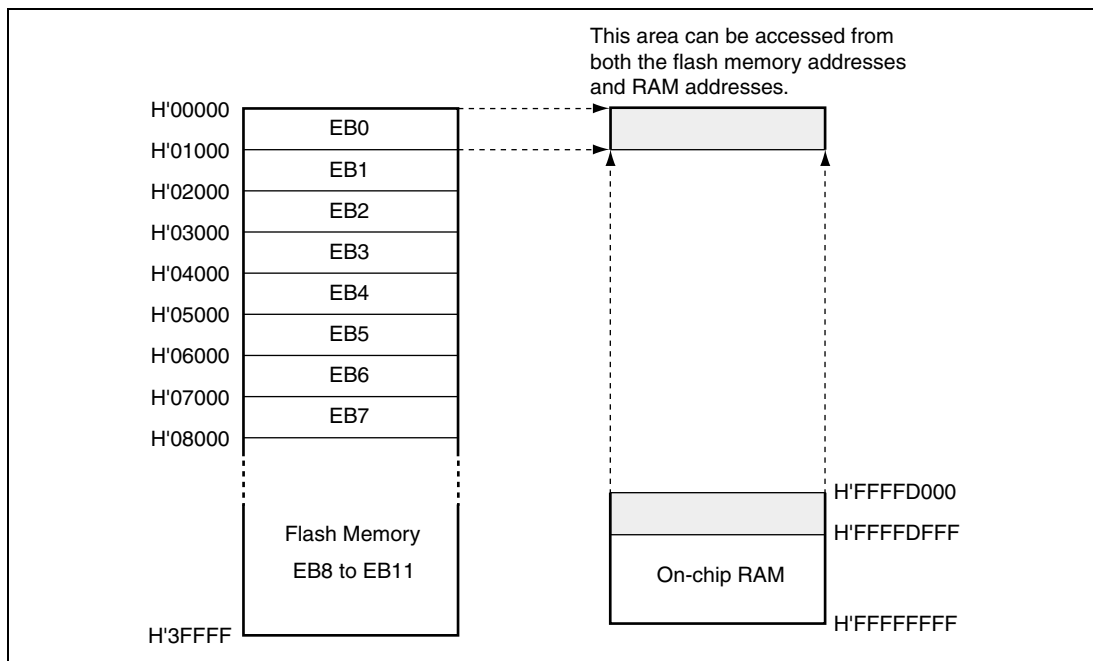 This area can be accessed from
both the flash memory addresses
and RAM addresses.
H'00000
EB0
H'01000
EB1
H'02000
EB2
H'03000
EB3
H'04000
EB4
H'05000
EB5
H'06000
EB6
H'07000
EB7
H'08000
Flash Memory
EB8 to EB11
H'3FFFF
H'FFFFD000
H'FFFFDFFF
On-chip RAM
H'FFFFFFFF